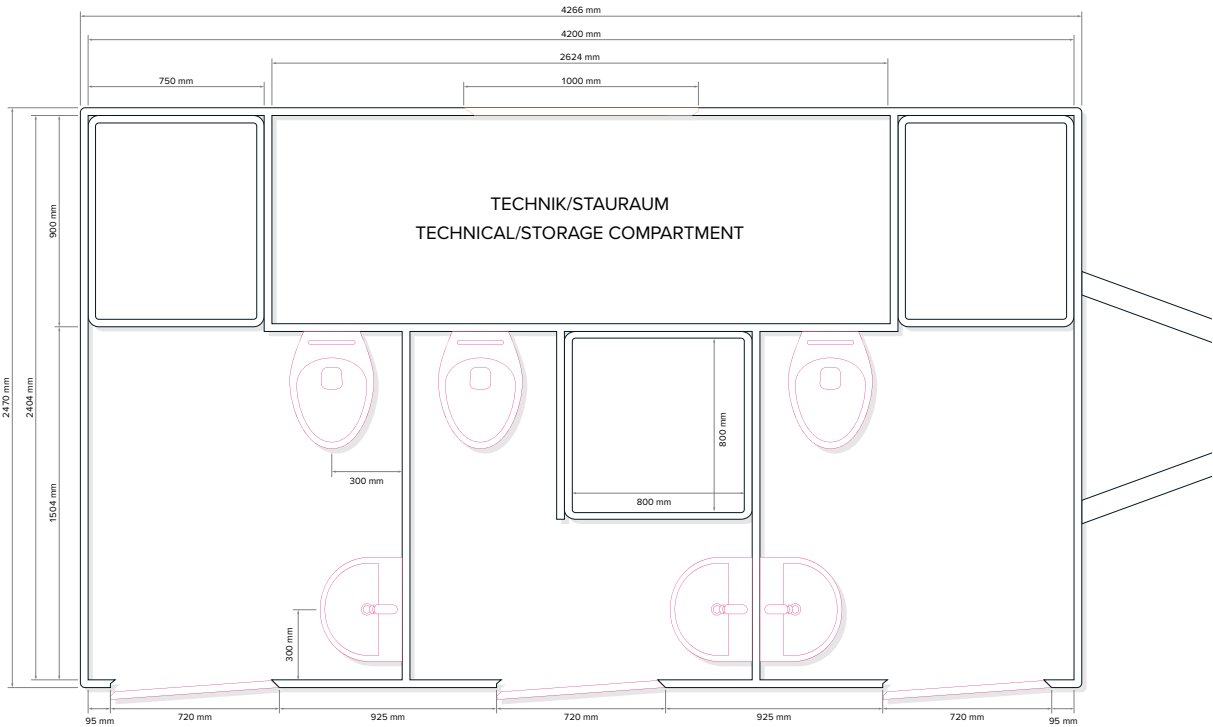 4266 mm
4200 mm
2624 mm
750 mm
1000 mm
TECHNIK/STAURAUM
TECHNICAL/STORAGE COMPARTMENT
900 mm
2470 mm
2404 mm
1504 mm
800 mm
800 mm
300 mm
300 mm
95 mm
720 mm
925 mm
720 mm
925 mm
720 mm
95 mm